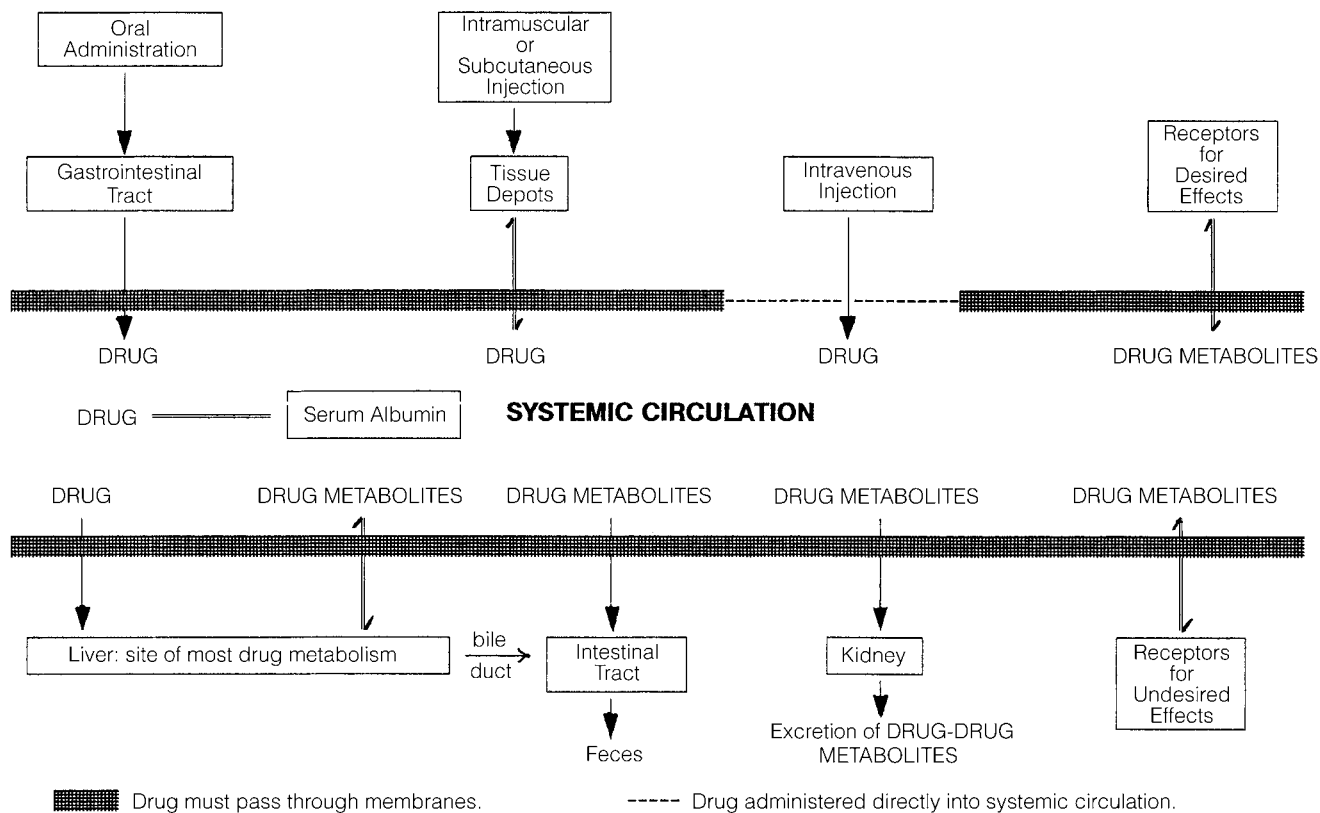 Oral
Administration
Intramuscular
or
Subcutaneous
Injection
Gastrointestinal
Tract
Tissue
Depots
Intravenous
Injection
Receptors
for
Desired
Effects
DRUG
DRUG
DRUG
DRUG METABOLITES
DRUG
Serum Albumin
SYSTEMIC CIRCULATION
DRUG
DRUG METABOLITES
DRUG METABOLITES
DRUG METABOLITES
DRUG METABOLITES
Liver: site of most drug metabolism
bile
duct
Intestinal
Tract
Kidney
Receptors
for
Undesired
Effects
Feces
Excretion of DRUG-DRUG
METABOLITES
Drug must pass through membranes.
Drug administered directly into systemic circulation.